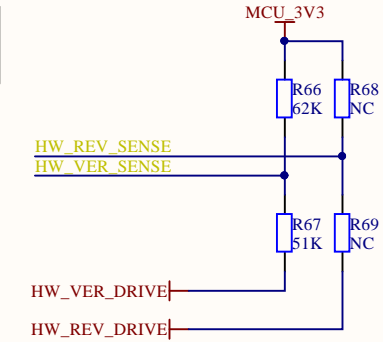 MCU_3V3
R66
62K
R68
NC
HW_REV_SENSE
HW_VER_SENSE
R67
51K
R69
NC
HW_VER_DRIVE
HW_REV_DRIVE